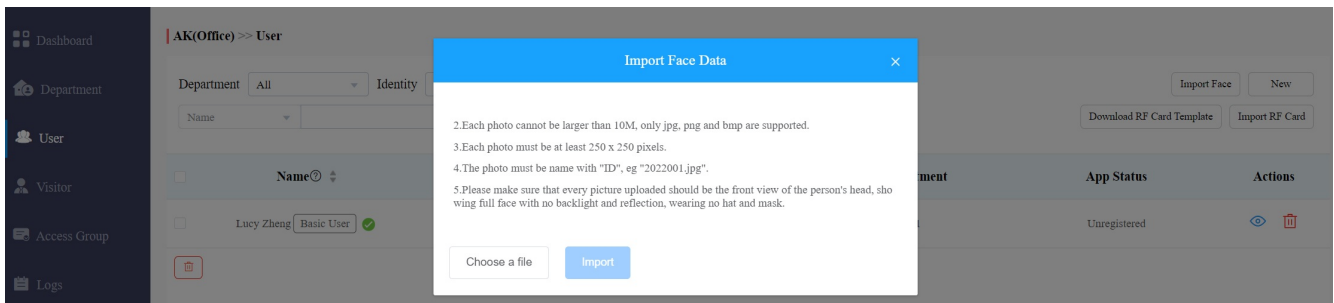 Dashboard
AK(Office) >> User
Import Face Data
Department All Identity
Import Face New
Department
Name
Download RF Card Template Import RF Card
2.Each photo cannot be larger than 10M, only jpg, png and bmp are supported.
User
3.Each photo must be at least 250 x 250 pixels.
4.The photo must be name with "ID", eg "2022001.jpg".
Name
ment App Status Actions
Visitor
5.Please make sure that every picture uploaded should be the front view of the person's head, sho
wing full face with no backlight and reflection, wearing no hat and mask.
Lucy Zheng Basic User
Unregistered
Access Group
Choose a file Import
Logs